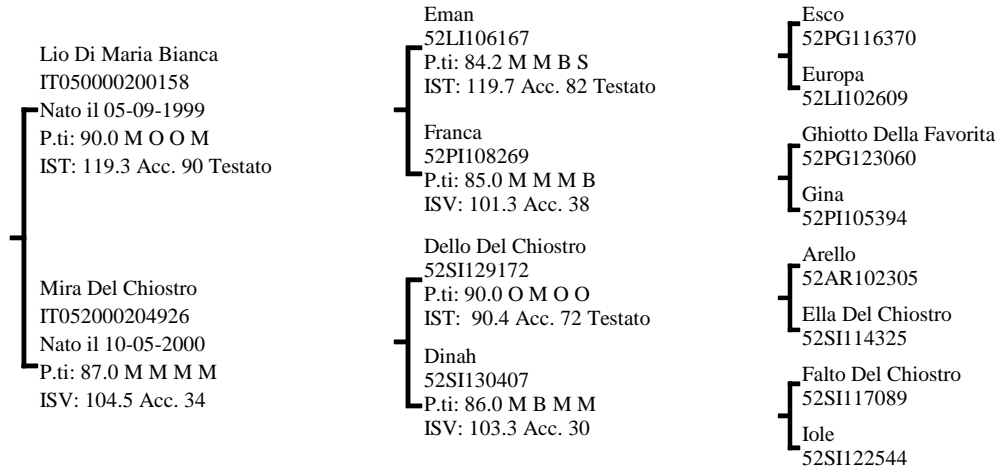 Lio Di Maria Bianca
IT050000200158
Nato il 05-09-1999
P.ti: 90.0 M O O M
IST: 119.3 Acc. 90 Testato
Mira Del Chiostro
IT052000204926
Nato il 10-05-2000
P.ti: 87.0 M M M M
ISV: 104.5 Acc. 34
Eman
52LI106167
P.ti: 84.2 M M B S
IST: 119.7 Acc. 82 Testato
Franca
52PI108269
P.ti: 85.0 M M M B
ISV: 101.3 Acc. 38
Dello Del Chiostro
52SI129172
P.ti: 90.0 O M O O
IST: 90.4 Acc. 72 Testato
Dinah
52SI130407
P.ti: 86.0 M B M M
ISV: 103.3 Acc. 30
Esco
52PG116370
Europa
52LI102609
Ghiotto Della Favorita
52PG123060
Gina
52PI105394
Arello
52AR102305
Ella Del Chiostro
52SI114325
Falto Del Chiostro
52SI117089
Iole
52SI122544